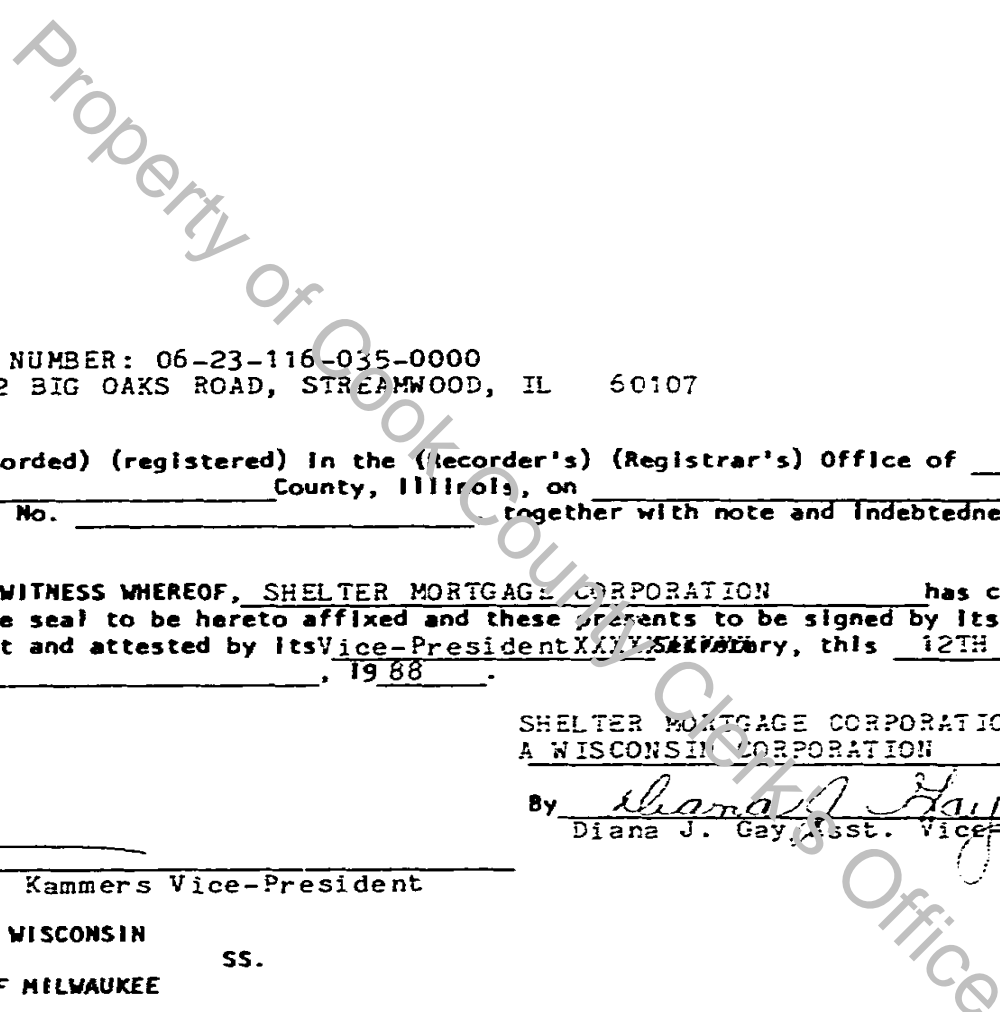 Property of Cook County Clerk's Office
NUMBER: 06-23-116-035-0000
2 BIG OAKS ROAD, STREAMWOOD, IL 60107
orded) (registered) in the (Recorder's) (Registrar's) Office of
County, Illinois, on
No. , together with note and indebtedne
WITNESS WHEREOF, SHELTER MORTGAGE CORPORATION has c
e seal to be hereto affixed and these presents to be signed by its
t and attested by its Vice-President XXXXX ry, this 12TH
, 19 88 .
SHELTER MORTGAGE CORPORATIO
A WISCONSIN CORPORATION
By Diana J Gay
Diana J. Gay, Asst. Vice-
Kammers Vice-President
WISCONSIN
SS.
F MILWAUKEE